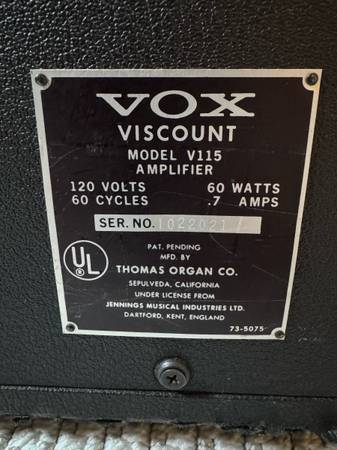 VOX
VISCOUNT
MODEL V115
AMPLIFIER
120 VOLTS 60 WATTS
60 CYCLES .7 AMPS
SER. NO.
PAT. PENDING
MFD. BY
THOMAS ORGAN CO.
SEPULVEDA, CALIFORNIA
UNDER LICENSE FROM
JENNINGS MUSICAL INDUSTRIES LTD.
DARTFORD, KENT, ENGLAND
UL
®
73-5075